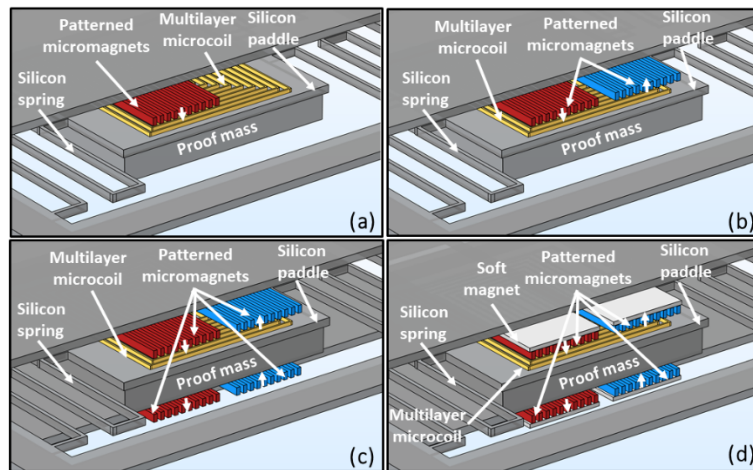 Patterned
micromagnets
Multilayer
microcoil
Silicon
paddle
Silicon
spring
Proof mass
(a)
Multilayer
microcoil
Patterned
micromagnets
Silicon
paddle
Silicon
spring
Proof mass
(b)
Multilayer
microcoil
Patterned
micromagnets
Silicon
paddle
Silicon
spring
Proof mass
(c)
Soft
magnet
Patterned
micromagnets
Silicon
paddle
Silicon
spring
Proof mass
Multilayer
microcoil
(d)